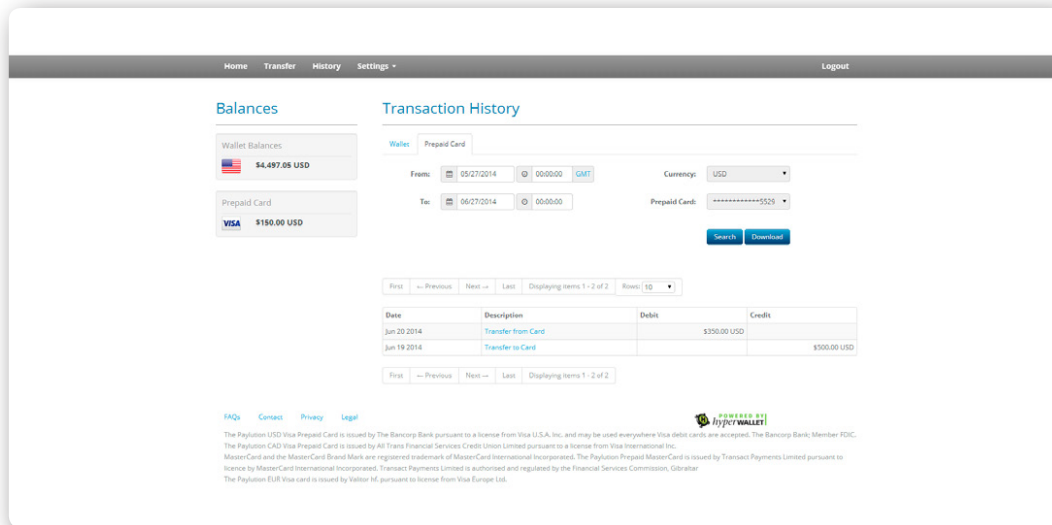 Home Transfer History Settings Logout
Balances
Wallet Balances
$4,497.05 USD
Prepaid Card
VISA $150.00 USD
Transaction History
Wallet Prepaid Card
From: 05/27/2014 00:00:00 GMT Currency: USD
To: 06/27/2014 00:00:00 Prepaid Card: ************5529
Search Download
First ← Previous Next → Last Displaying items 1 - 2 of 2 Rows: 10
Date Description Debit Credit
Jun 20 2014 Transfer from Card $350.00 USD
Jun 19 2014 Transfer to Card $500.00 USD
First ← Previous Next → Last Displaying items 1 - 2 of 2
FAQs Contact Privacy Legal
POWERED BY
hyperWALLET
The Paylution USD Visa Prepaid Card is issued by The Bancorp Bank pursuant to a license from Visa U.S.A. Inc. and may be used everywhere Visa debit cards are accepted. The Bancorp Bank; Member FDIC.
The Paylution CAD Visa Prepaid Card is issued by All Trans Financial Services Credit Union Limited pursuant to a license from Visa International Inc.
MasterCard and the MasterCard Brand Mark are registered trademark of MasterCard International Incorporated. The Paylution Prepaid MasterCard is issued by Transact Payments Limited pursuant to
licence by MasterCard International Incorporated. Transact Payments Limited is authorised and regulated by the Financial Services Commission, Gibraltar
The Paylution EUR Visa card is issued by Valitor hf. pursuant to license from Visa Europe Ltd.